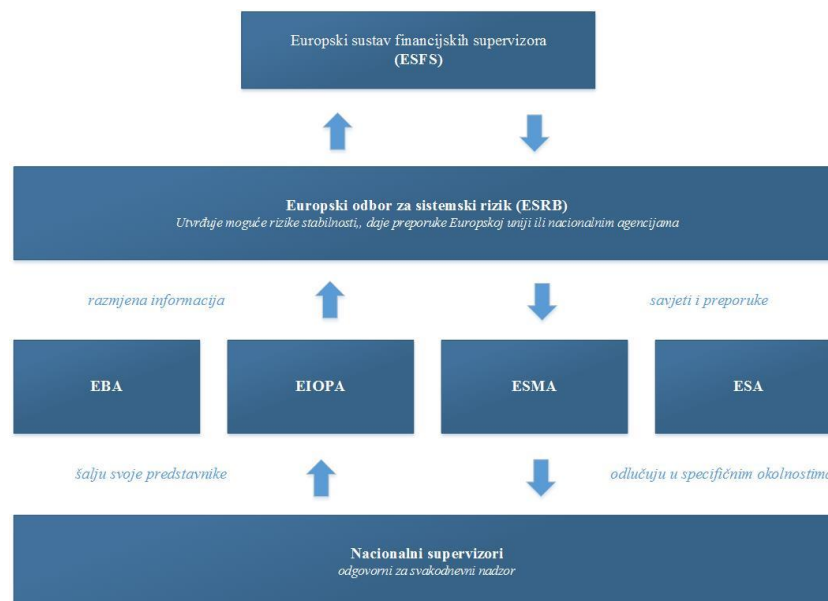 Europski sustav financijskih supervizora
(ESFS)
Europski odbor za sistemski rizik (ESRB)
Utvrđuje moguće rizike stabilnosti,, daje preporuke Europskoj uniji ili nacionalnim agencijama
razmjena informacija
savjeti i preporuke
EBA
EIOPA
ESMA
ESA
šalju svoje predstavnike
odlučuju u specifičnim okolnostima
Nacionalni supervizori
odgovorni za svakodnevni nadzor